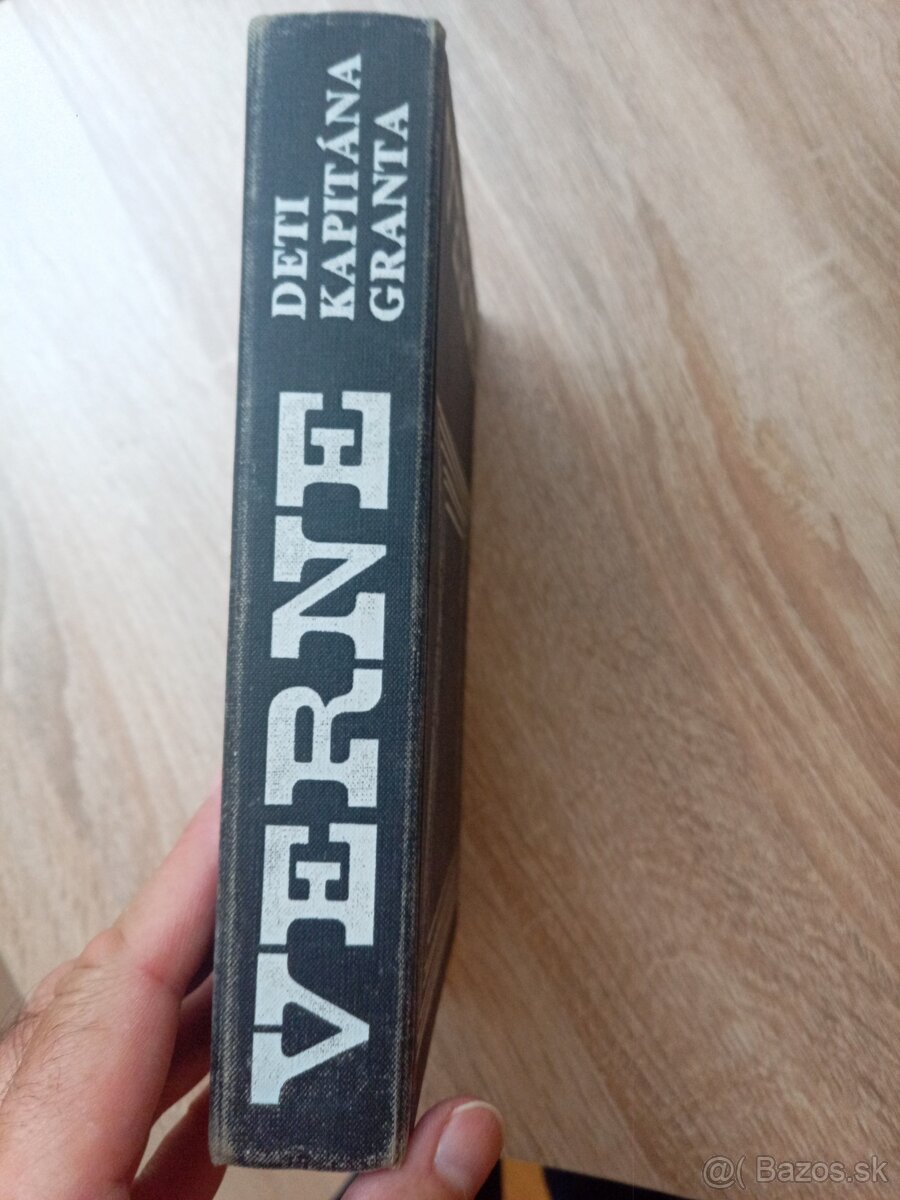 VERNE
DETI
KAPITÁNA
GRANTA
@( Bazos.sk